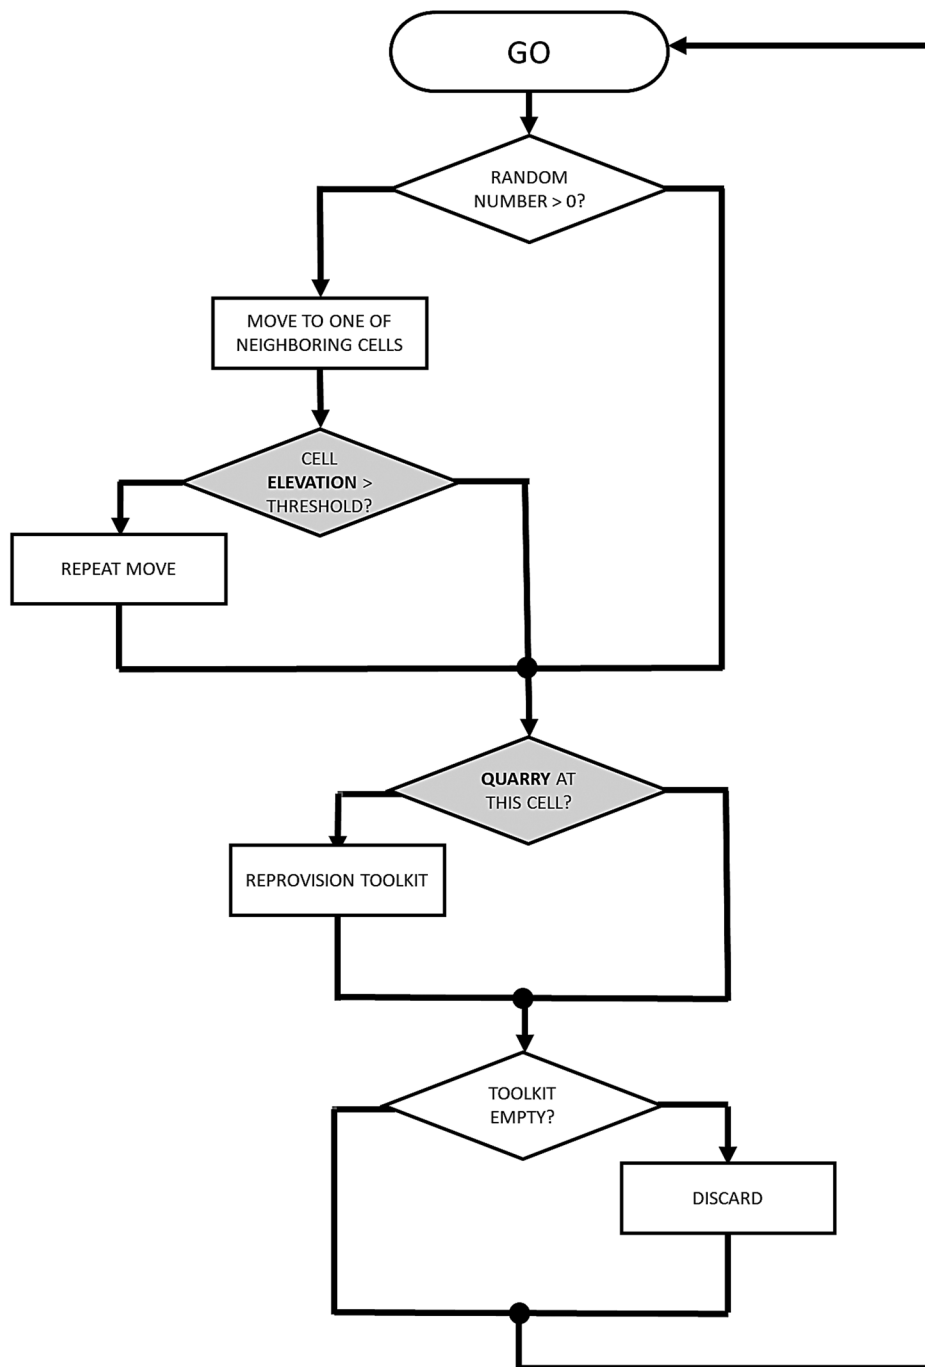 GO
RANDOM
NUMBER > 0?
MOVE TO ONE OF
NEIGHBORING CELLS
CELL
ELEVATION >
THRESHOLD?
REPEAT MOVE
QUARRY AT
THIS CELL?
REPROVISION TOOLKIT
TOOLKIT
EMPTY?
DISCARD